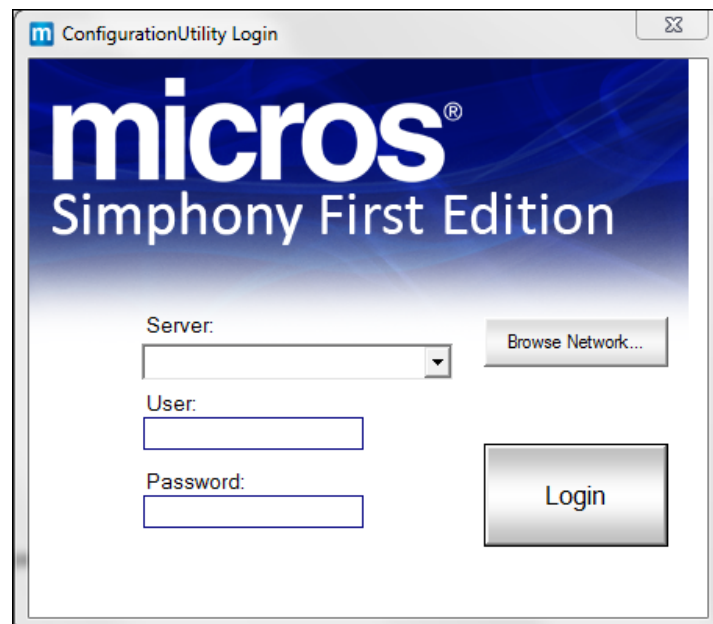 m ConfigurationUtility Login
micros®
Simphony First Edition
Server:
Browse Network...
User:
Password:
Login